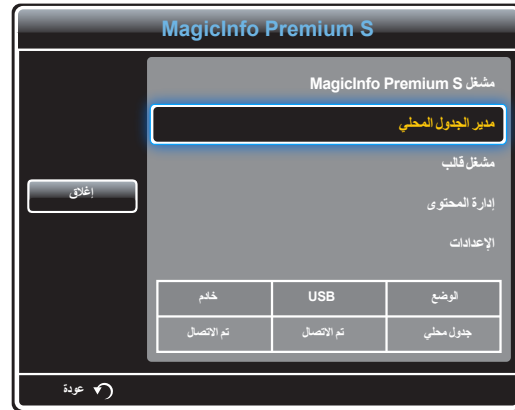 MagicInfo Premium S
مشغل MagicInfo Premium S
مدير الجدول المحلي
مشغل قالب
إدارة المحتوى
الإعدادات
إغلاق
الوضع USB خادم
جدول محلي تم الاتصال تم الاتصال
عودة